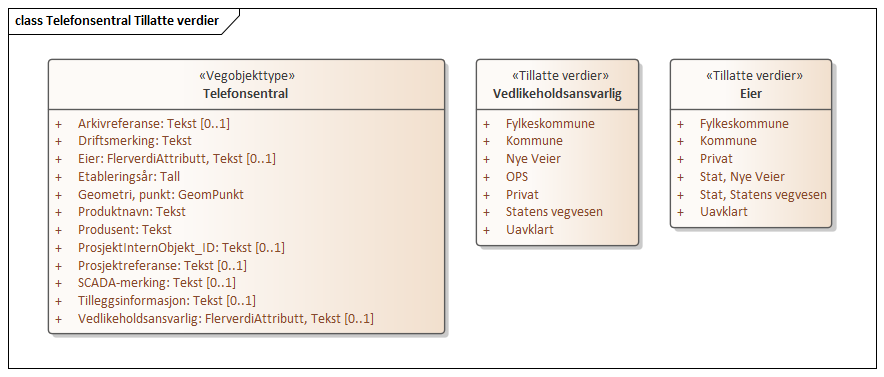 class Telefonsentral Tillatte verdier
«Vegobjekttype»
Telefonsentral
+ Arkivreferanse: Tekst [0..1]
+ Driftsmerking: Tekst
+ Eier: FlerverdiAttributt, Tekst [0..1]
+ Etableringsår: Tall
+ Geometri, punkt: GeomPunkt
+ Produktnavn: Tekst
+ Produsent: Tekst
+ ProsjektInternObjekt_ID: Tekst [0..1]
+ Prosjektreferanse: Tekst [0..1]
+ SCADA-merking: Tekst [0..1]
+ Tilleggsinformasjon: Tekst [0..1]
+ Vedlikeholdsansvarlig: FlerverdiAttributt, Tekst [0..1]
«Tillatte verdier»
Vedlikeholdsansvarlig
+ Fylkeskommune
+ Kommune
+ Nye Veier
+ OPS
+ Privat
+ Statens vegvesen
+ Uavklart
«Tillatte verdier»
Eier
+ Fylkeskommune
+ Kommune
+ Privat
+ Stat, Nye Veier
+ Stat, Statens vegvesen
+ Uavklart